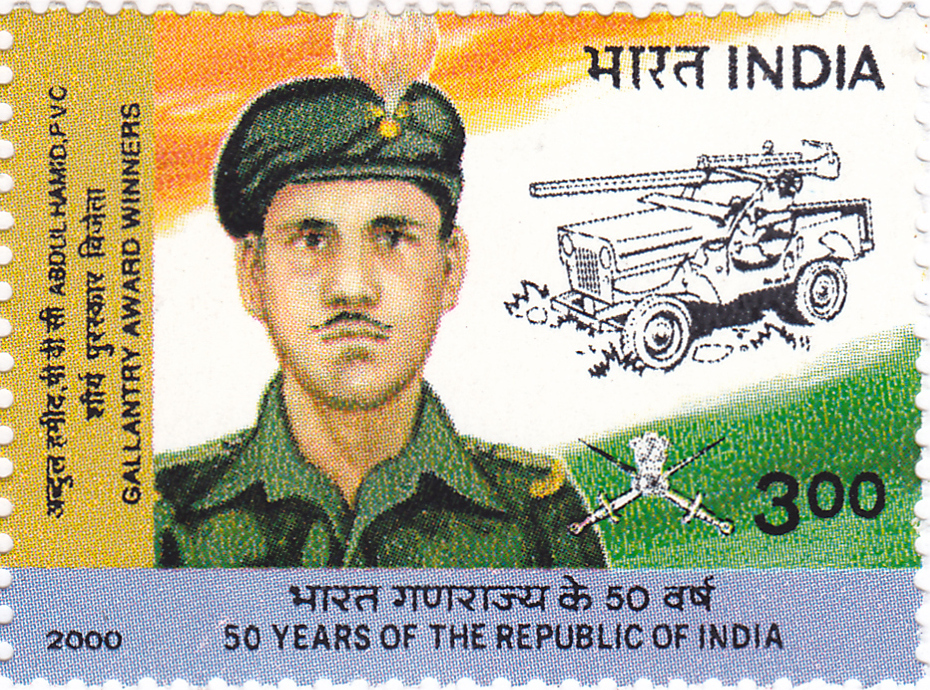 भारत INDIA
अब्दुल हमीद, पी वी सी ABDUL HAMID, PVC
शौर्य पुरस्कार विजेता
GALLANTRY AWARD WINNERS
300
भारत गणराज्य के 50 वर्ष
2000 50 YEARS OF THE REPUBLIC OF INDIA